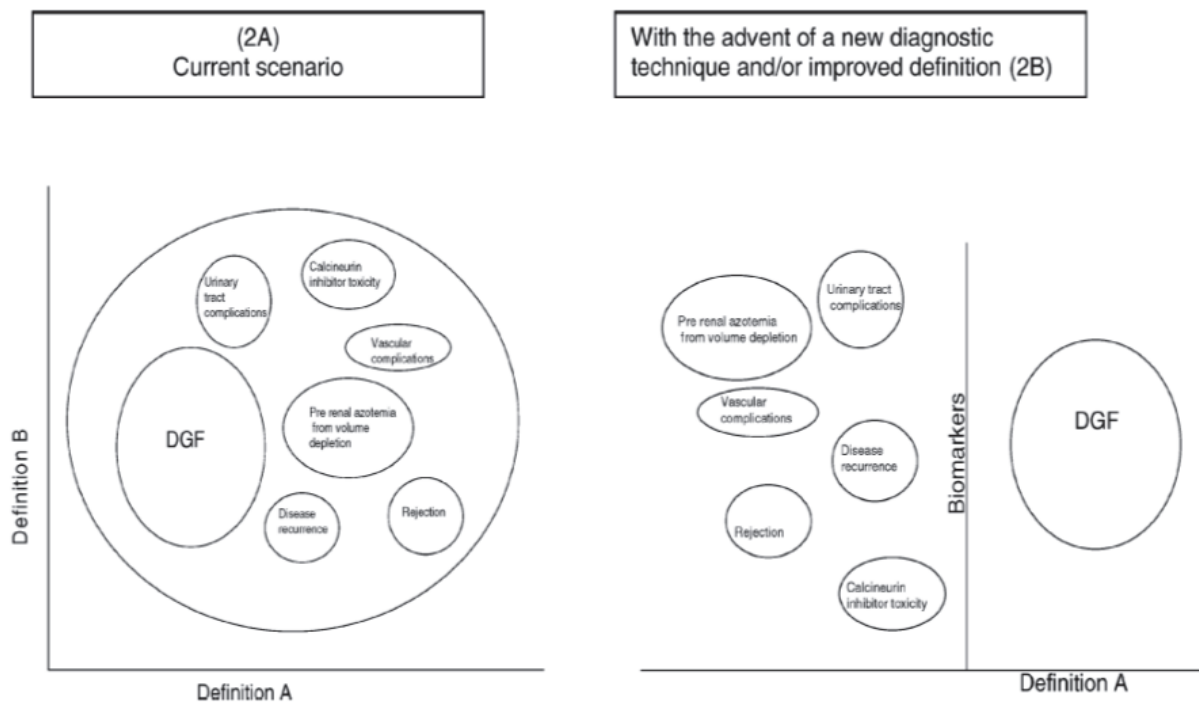 (2A)
Current scenario
With the advent of a new diagnostic
technique and/or improved definition (2B)
Definition B
Urinary
tract
complications
Calcineurin
inhibitor toxicity
Vascular
complications
DGF
Pre renal azotemia
from volume
depletion
Disease
recurrence
Rejection
Definition A
Pre renal azotemia
from volume depletion
Urinary tract
complications
Vascular
complications
Disease
recurrence
Rejection
Calcineurin
inhibitor toxicity
Biomarkers
DGF
Definition A